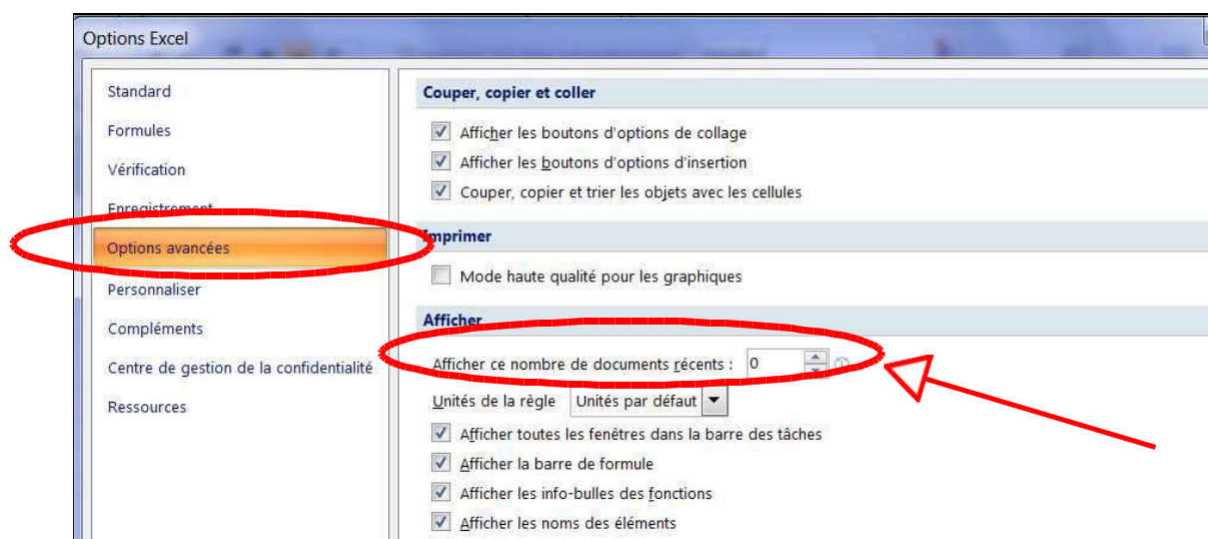 Options Excel
Standard
Formules
Vérification
Enregistrement
Options avancées
Personnaliser
Compléments
Centre de gestion de la confidentialité
Ressources
Couper, copier et coller
Afficher les boutons d'options de collage
Afficher les boutons d'options d'insertion
Couper, copier et trier les objets avec les cellules
Imprimer
Mode haute qualité pour les graphiques
Afficher
Afficher ce nombre de documents récents : 0
Unités de la règle Unités par défaut
Afficher toutes les fenêtres dans la barre des tâches
Afficher la barre de formule
Afficher les info-bulles des fonctions
Afficher les noms des éléments